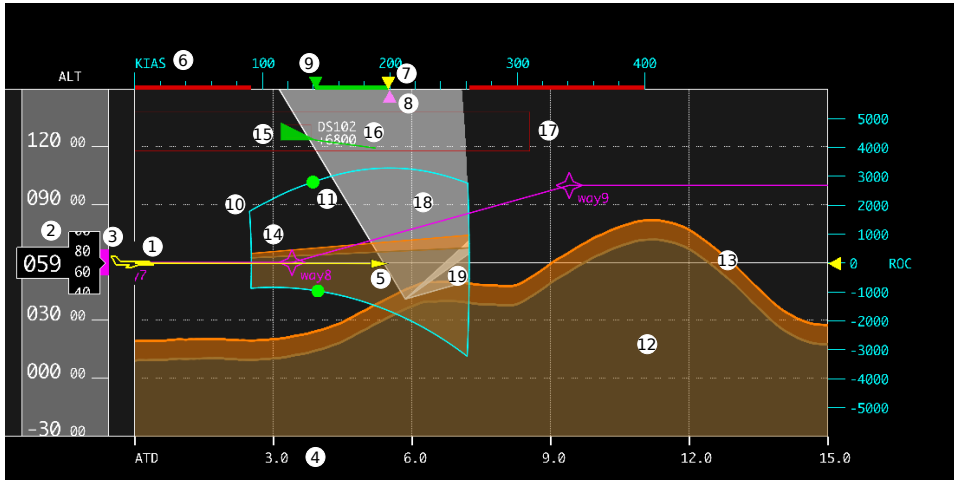 KIAS 6 100 9 200 7 300 400
ALT
8
5000
120 00 15 DS102 16 17 4000
+6800
3000
090 00 10 11 18 2000
2 3 1 14 13 1000
059 80 60 40 5 19 0 ROC
y7 way8 way9
-1000
030 00 -2000
12 -3000
000 00 -4000
-30 00 -5000
ATD 3.0 4 6.0 9.0 12.0 15.0